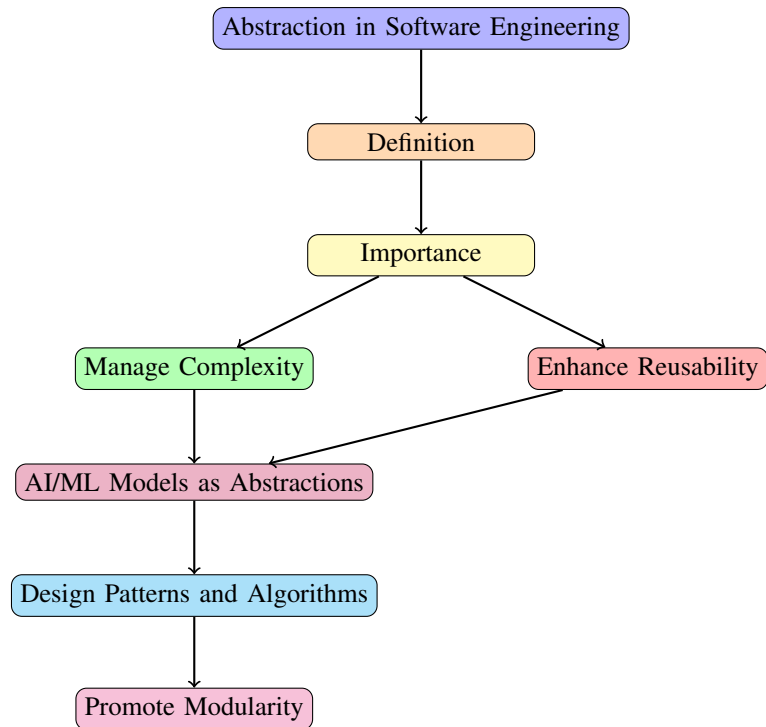 Abstraction in Software Engineering
Definition
Importance
Manage Complexity
Enhance Reusability
AI/ML Models as Abstractions
Design Patterns and Algorithms
Promote Modularity